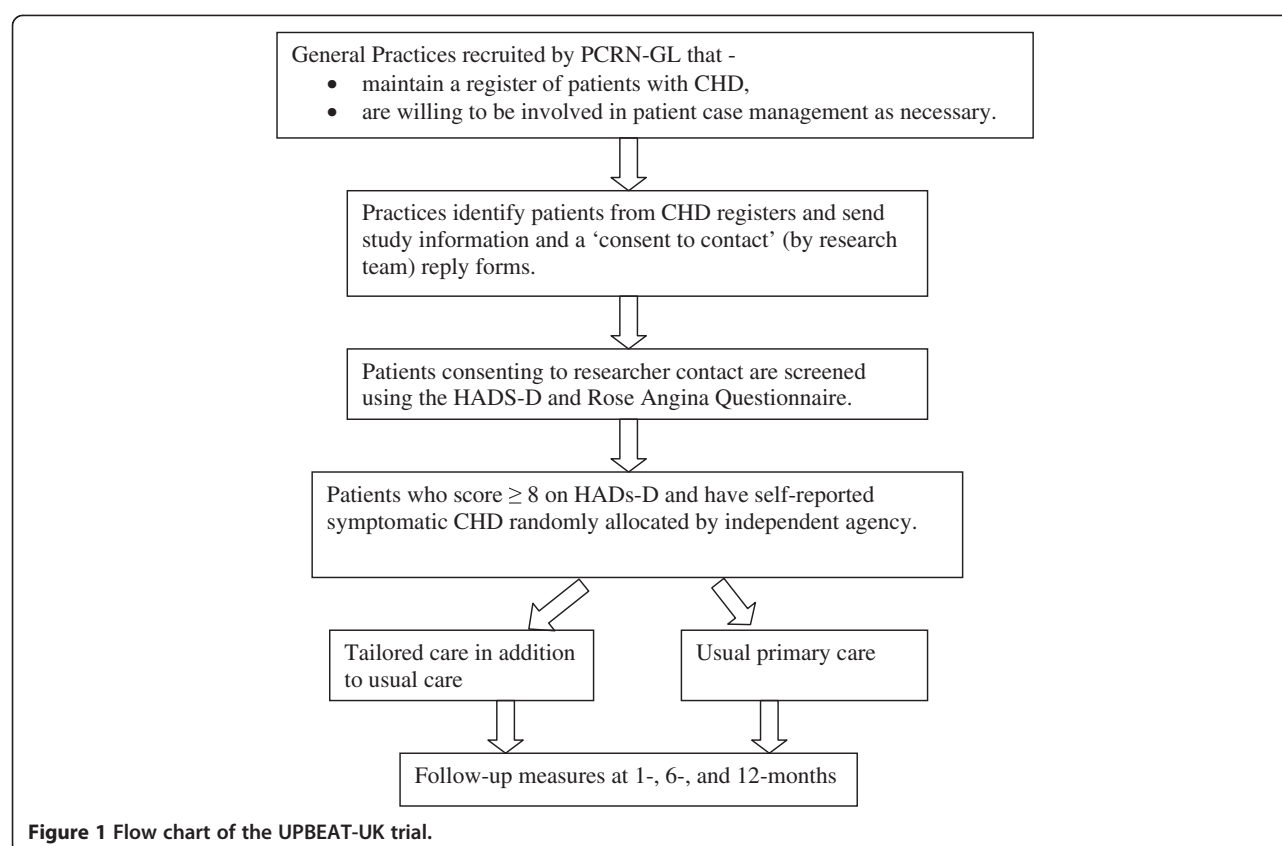 General Practices recruited by PCRN-GL that -
• maintain a register of patients with CHD,
• are willing to be involved in patient case management as necessary.
Practices identify patients from CHD registers and send
study information and a ‘consent to contact’ (by research
team) reply forms.
Patients consenting to researcher contact are screened
using the HADS-D and Rose Angina Questionnaire.
Patients who score ≥ 8 on HADs-D and have self-reported
symptomatic CHD randomly allocated by independent agency.
Tailored care in addition
to usual care
Usual primary care
Follow-up measures at 1-, 6-, and 12-months
Figure 1 Flow chart of the UPBEAT-UK trial.